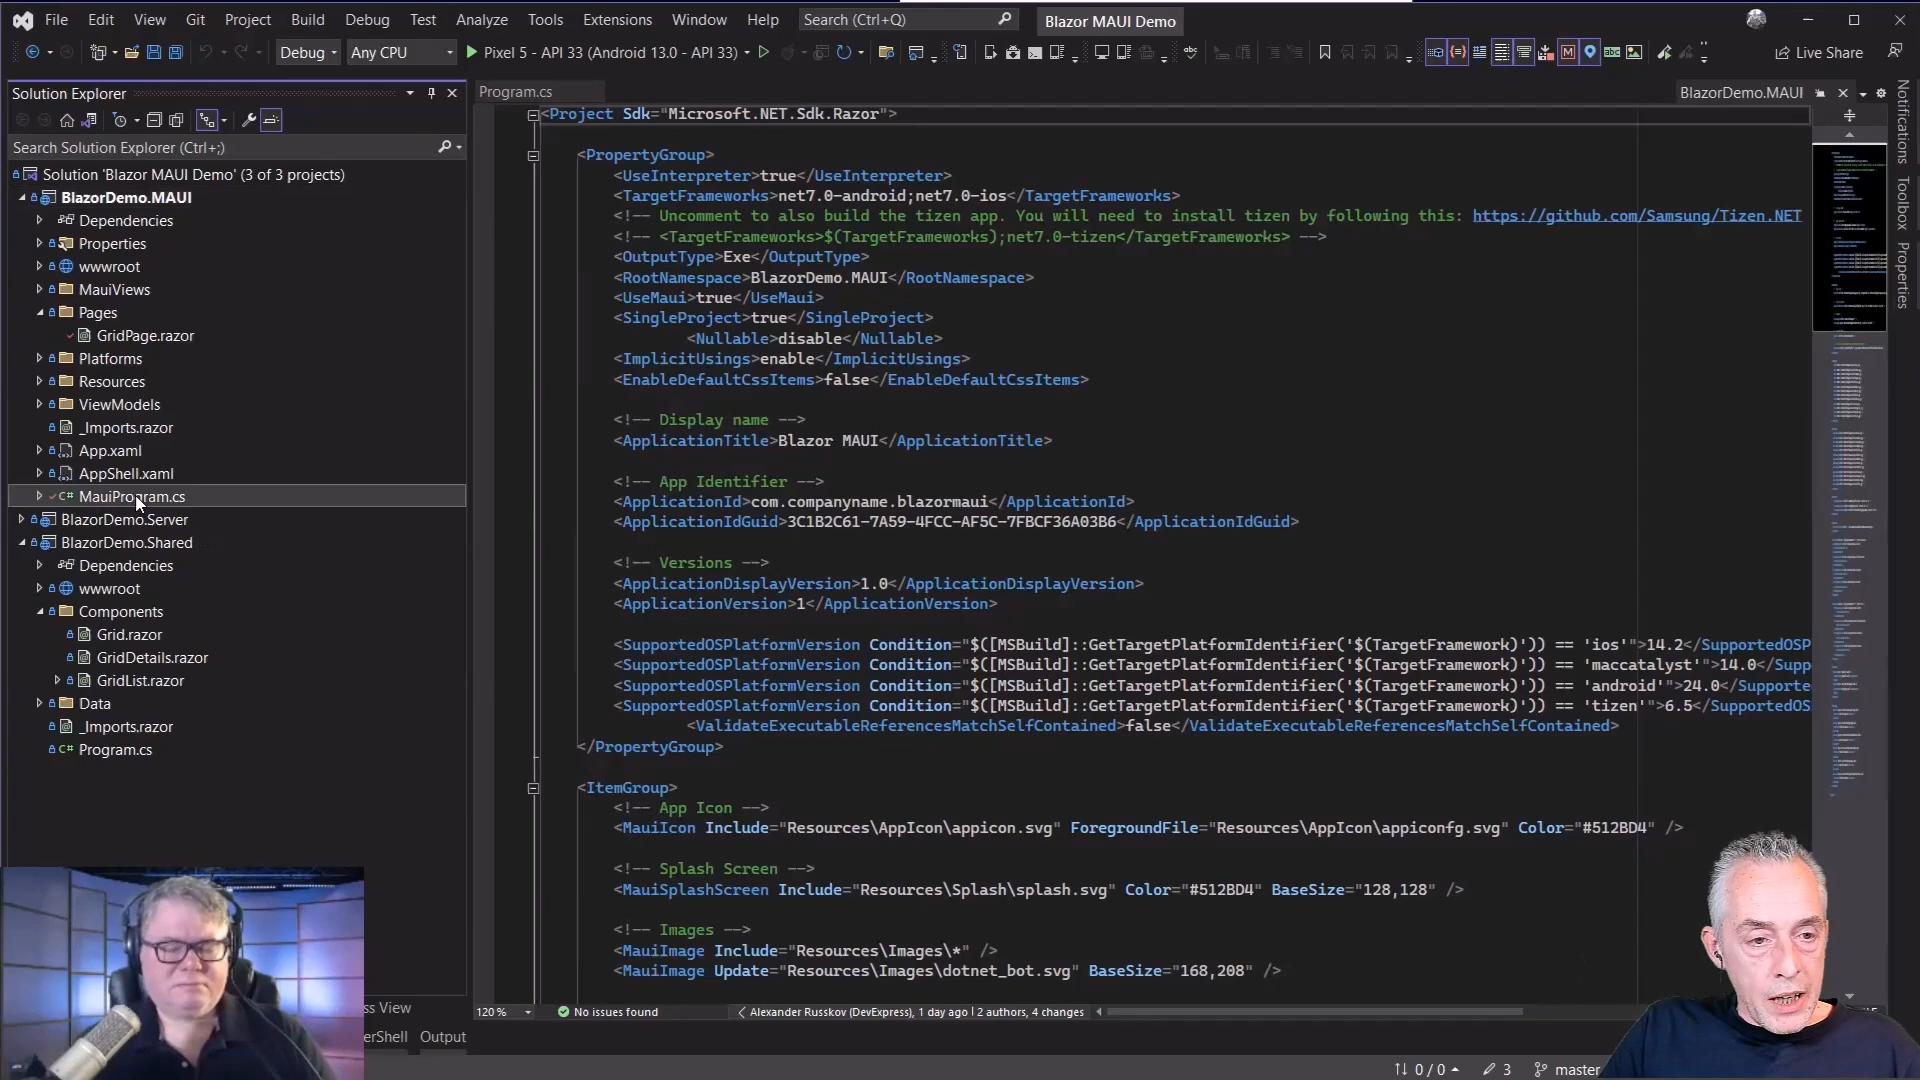 File Edit View Git Project Build Debug Test Analyze Tools Extensions Window Help Search (Ctrl+Q) Blazor MAUI Demo
Debug Any CPU Pixel 5 - API 33 (Android 13.0 - API 33) Live Share
Solution Explorer
Search Solution Explorer (Ctrl+;)
Solution 'Blazor MAUI Demo' (3 of 3 projects)
BlazorDemo.MAUI
Dependencies
Properties
wwwroot
MauiViews
Pages
GridPage.razor
Platforms
Resources
ViewModels
_Imports.razor
App.xaml
AppShell.xaml
MauiProgram.cs
BlazorDemo.Server
BlazorDemo.Shared
Dependencies
wwwroot
Components
Grid.razor
GridDetails.razor
GridList.razor
Data
_Imports.razor
Program.cs
Program.cs BlazorDemo.MAUI
<Project Sdk="Microsoft.NET.Sdk.Razor">
<PropertyGroup>
<UseInterpreter>true</UseInterpreter>
<TargetFrameworks>net7.0-android;net7.0-ios</TargetFrameworks>
<!-- Uncomment to also build the tizen app. You will need to install tizen by following this: https://github.com/Samsung/Tizen.NET
<!-- <TargetFrameworks>$(TargetFrameworks);net7.0-tizen</TargetFrameworks> -->
<OutputType>Exe</OutputType>
<RootNamespace>BlazorDemo.MAUI</RootNamespace>
<UseMaui>true</UseMaui>
<SingleProject>true</SingleProject>
<Nullable>disable</Nullable>
<ImplicitUsings>enable</ImplicitUsings>
<EnableDefaultCssItems>false</EnableDefaultCssItems>
<!-- Display name -->
<ApplicationTitle>Blazor MAUI</ApplicationTitle>
<!-- App Identifier -->
<ApplicationId>com.companyname.blazormaui</ApplicationId>
<ApplicationIdGuid>3C1B2C61-7A59-4FCC-AF5C-7FBCF36A03B6</ApplicationIdGuid>
<!-- Versions -->
<ApplicationDisplayVersion>1.0</ApplicationDisplayVersion>
<ApplicationVersion>1</ApplicationVersion>
<SupportedOSPlatformVersion Condition="$([MSBuild]::GetTargetPlatformIdentifier('$(TargetFramework)')) == 'ios'">14.2</SupportedOSP
<SupportedOSPlatformVersion Condition="$([MSBuild]::GetTargetPlatformIdentifier('$(TargetFramework)')) == 'maccatalyst'">14.0</Supp
<SupportedOSPlatformVersion Condition="$([MSBuild]::GetTargetPlatformIdentifier('$(TargetFramework)')) == 'android'">24.0</Supporte
<SupportedOSPlatformVersion Condition="$([MSBuild]::GetTargetPlatformIdentifier('$(TargetFramework)')) == 'tizen'">6.5</SupportedOS
<ValidateExecutableReferencesMatchSelfContained>false</ValidateExecutableReferencesMatchSelfContained>
</PropertyGroup>
<ItemGroup>
<!-- App Icon -->
<MauiIcon Include="Resources\AppIcon\appicon.svg" ForegroundFile="Resources\AppIcon\appiconfg.svg" Color="#512BD4" />
<!-- Splash Screen -->
<MauiSplashScreen Include="Resources\Splash\splash.svg" Color="#512BD4" BaseSize="128,128" />
<!-- Images -->
<MauiImage Include="Resources\Images\*" />
<MauiImage Update="Resources\Images\dotnet_bot.svg" BaseSize="168,208" />
120 % No issues found Alexander Russkov (DevExpress), 1 day ago | 2 authors, 4 changes
ss View
erShell Output
0 / 0 3 master
Notifications
Toolbox
Properties